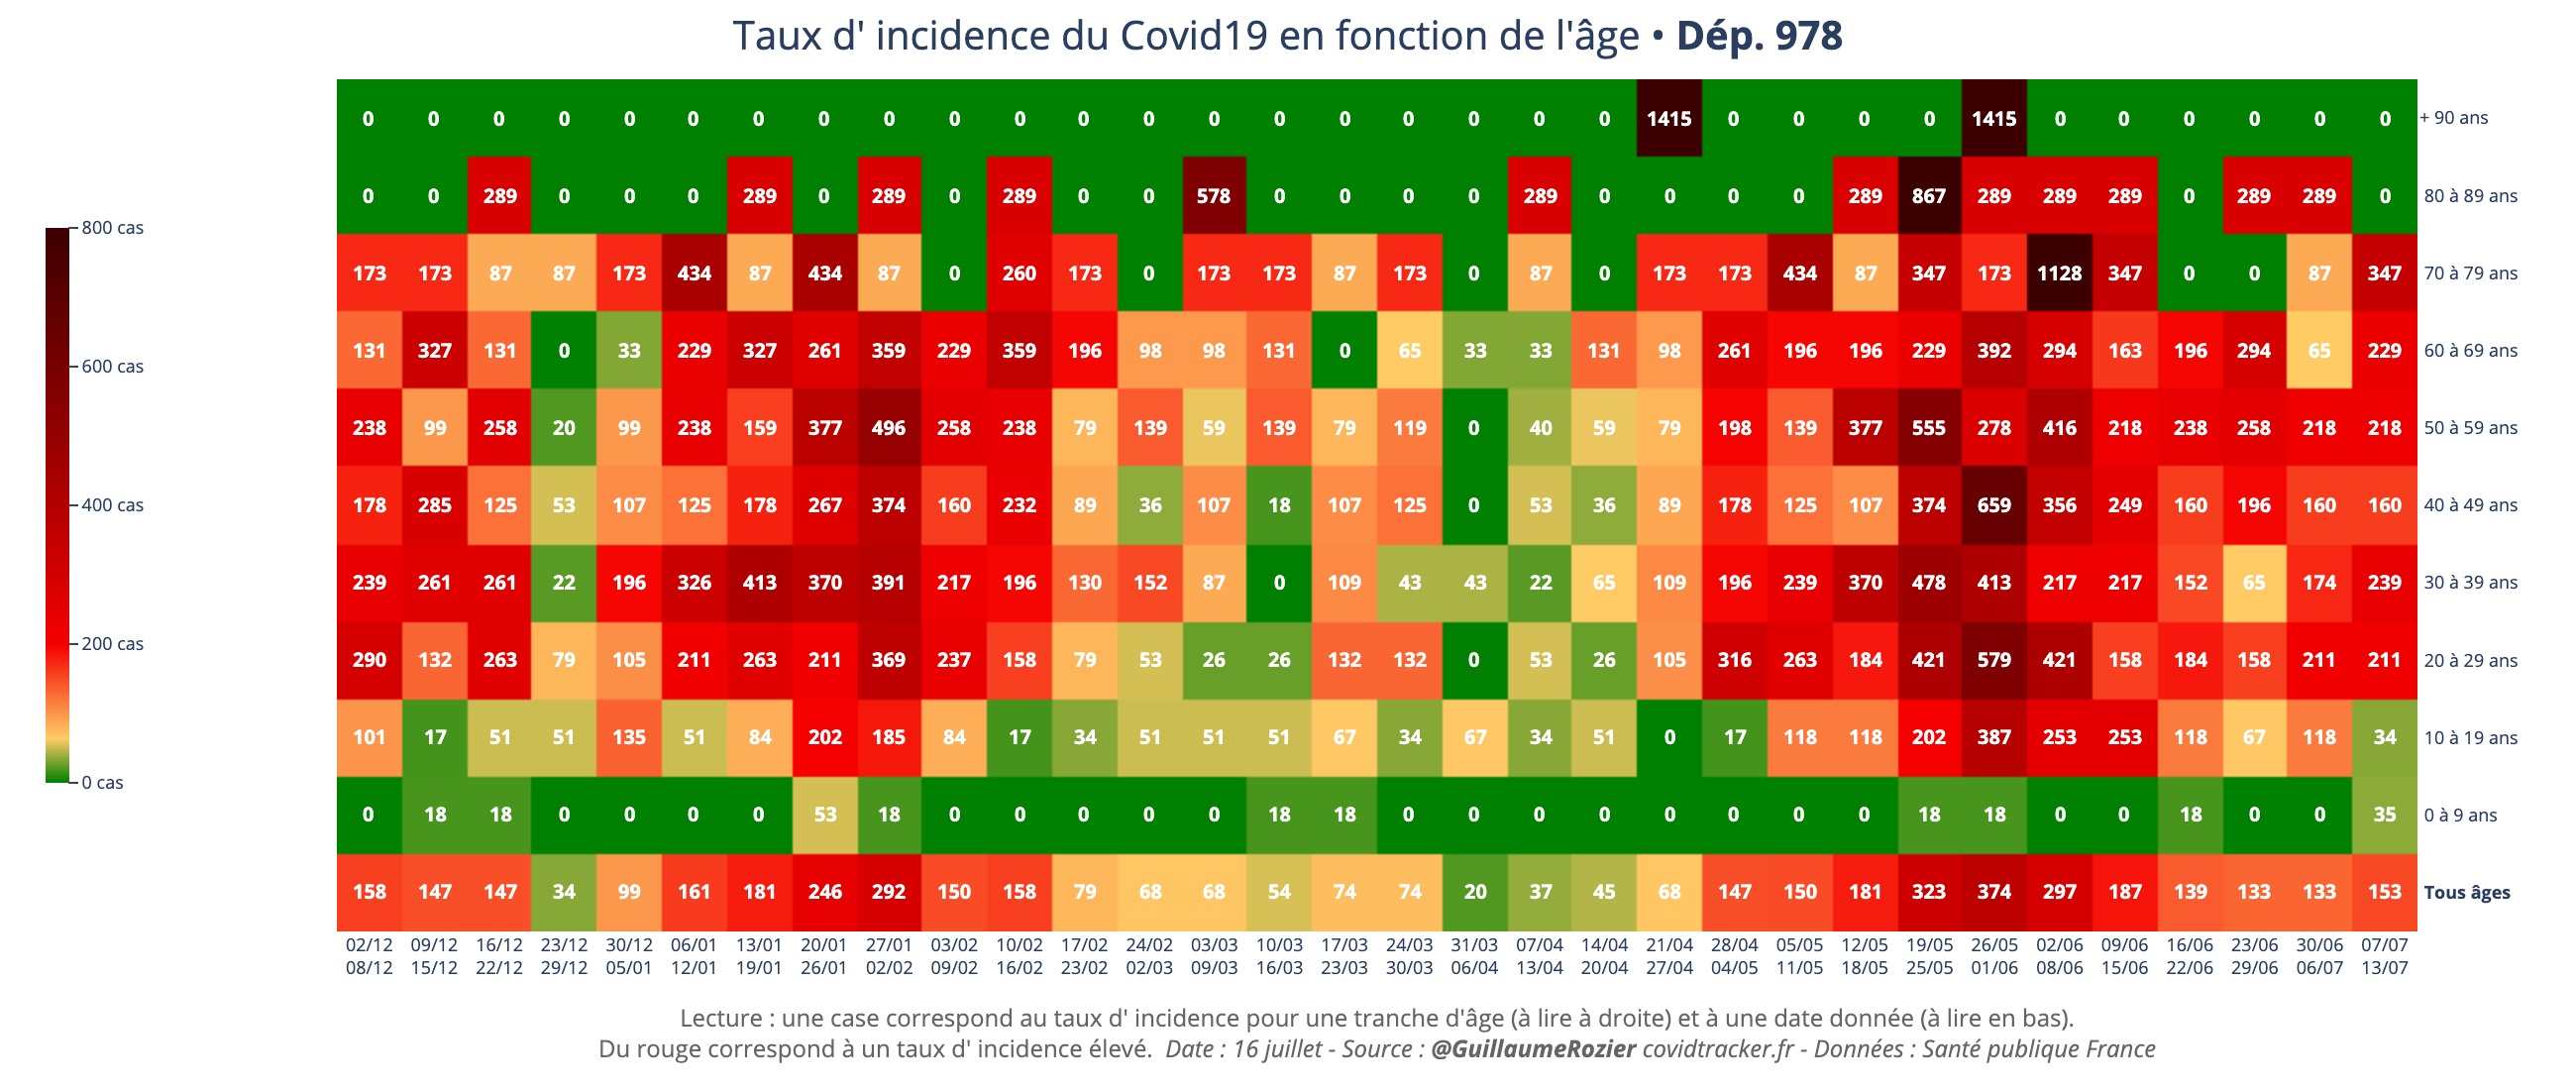 Taux d' incidence du Covid19 en fonction de l'âge • Dép. 978
0 0 0 0 0 0 0 0 0 0 0 0 0 0 0 0 0 0 0 0 1415 0 0 0 0 1415 0 0 0 0 0 0 + 90 ans
0 0 289 0 0 0 289 0 289 0 289 0 0 578 0 0 0 0 289 0 0 0 0 289 867 289 289 289 0 289 289 0 80 à 89 ans
800 cas
173 173 87 87 173 434 87 434 87 0 260 173 0 173 173 87 173 0 87 0 173 173 434 87 347 173 1128 347 0 0 87 347 70 à 79 ans
131 327 131 0 33 229 327 261 359 229 359 196 98 98 131 0 65 33 33 131 98 261 196 196 229 392 294 163 196 294 65 229 60 à 69 ans
600 cas
238 99 258 20 99 238 159 377 496 258 238 79 139 59 139 79 119 0 40 59 79 198 139 377 555 278 416 218 238 258 218 218 50 à 59 ans
400 cas
178 285 125 53 107 125 178 267 374 160 232 89 36 107 18 107 125 0 53 36 89 178 125 107 374 659 356 249 160 196 160 160 40 à 49 ans
239 261 261 22 196 326 413 370 391 217 196 130 152 87 0 109 43 43 22 65 109 196 239 370 478 413 217 217 152 65 174 239 30 à 39 ans
200 cas
290 132 263 79 105 211 263 211 369 237 158 79 53 26 26 132 132 0 53 26 105 316 263 184 421 579 421 158 184 158 211 211 20 à 29 ans
101 17 51 51 135 51 84 202 185 84 17 34 51 51 51 67 34 67 34 51 0 17 118 118 202 387 253 253 118 67 118 34 10 à 19 ans
0 cas
0 18 18 0 0 0 0 53 18 0 0 0 0 0 18 18 0 0 0 0 0 0 0 0 18 18 0 0 18 0 0 35 0 à 9 ans
158 147 147 34 99 161 181 246 292 150 158 79 68 68 54 74 74 20 37 45 68 147 150 181 323 374 297 187 139 133 133 153 Tous âges
02/12 09/12 16/12 23/12 30/12 06/01 13/01 20/01 27/01 03/02 10/02 17/02 24/02 03/03 10/03 17/03 24/03 31/03 07/04 14/04 21/04 28/04 05/05 12/05 19/05 26/05 02/06 09/06 16/06 23/06 30/06 07/07
08/12 15/12 22/12 29/12 05/01 12/01 19/01 26/01 02/02 09/02 16/02 23/02 02/03 09/03 16/03 23/03 30/03 06/04 13/04 20/04 27/04 04/05 11/05 18/05 25/05 01/06 08/06 15/06 22/06 29/06 06/07 13/07
Lecture : une case correspond au taux d' incidence pour une tranche d'âge (à lire à droite) et à une date donnée (à lire en bas).
Du rouge correspond à un taux d' incidence élevé. Date : 16 juillet - Source : @GuillaumeRozier covidtracker.fr - Données : Santé publique France